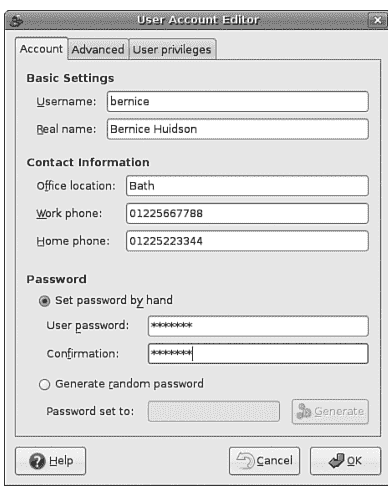 User Account Editor
Account Advanced User privileges
Basic Settings
Username: bernice
Real name: Bernice Huidson
Contact Information
Office location: Bath
Work phone: 01225667788
Home phone: 01225223344
Password
Set password by hand
User password: *******
Confirmation: *******
Generate random password
Password set to: Generate
Help Cancel OK